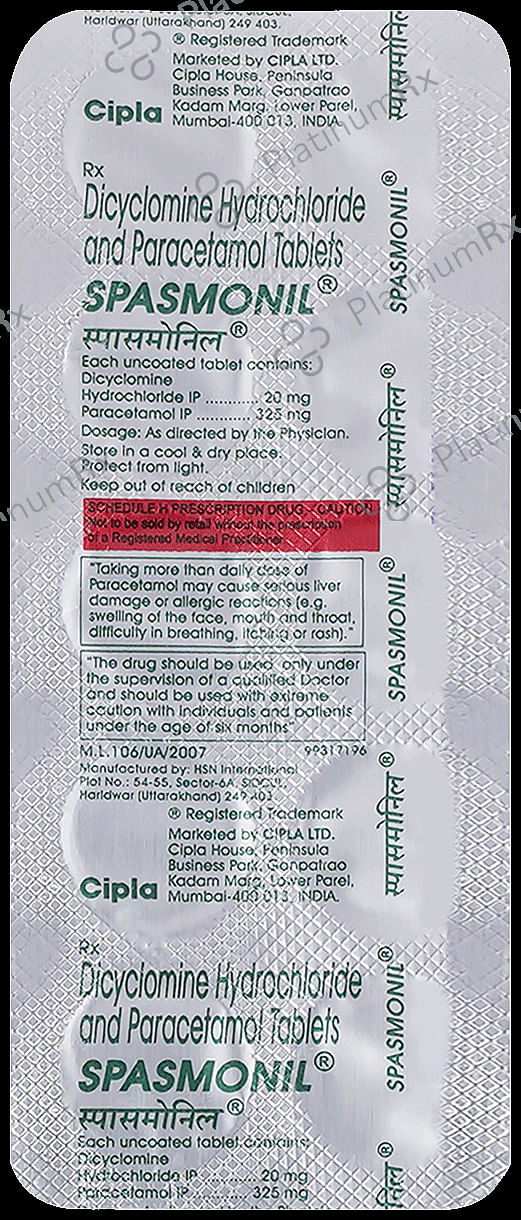 Haridwar (Uttarakhand) 249 403.
® Registered Trademark
Marketed by CIPLA LTD.
Cipla House, Peninsula
Business Park, Ganpatrao
Kadam Marg, Lower Parel,
Mumbai-400 013, INDIA.
Cipla
Rx
Dicyclomine Hydrochloride
and Paracetamol Tablets
SPASMONIL®
स्पासमोनिल®
Each uncoated tablet contains:
Dicyclomine
Hydrochloride IP ............ 20 mg
Paracetamol IP ........... 325 mg
Dosage: As directed by the Physician.
Store in a cool & dry place.
Protect from light.
Keep out of reach of children
SCHEDULE H PRESCRIPTION DRUG - CAUTION
Not to be sold by retail without the prescription
of a Registered Medical Practitioner
"Taking more than daily dose of
Paracetamol may cause serious liver
damage or allergic reactions (e.g.
swelling of the face, mouth and throat,
difficulty in breathing, itching or rash)."
"The drug should be used only under
the supervision of a qualified Doctor
and should be used with extreme
caution with individuals and patients
under the age of six months"
M.L.106/UA/2007 99317196
Manufactured by: HSN International
Plot No.: 54-55, Sector-6A, SIDCUL,
Haridwar (Uttarakhand) 249 403.
® Registered Trademark
Marketed by CIPLA LTD.
Cipla House, Peninsula
Business Park, Ganpatrao
Kadam Marg, Lower Parel,
Mumbai-400 013, INDIA.
Cipla
Rx
Dicyclomine Hydrochloride
and Paracetamol Tablets
SPASMONIL®
स्पासमोनिल®
Each uncoated tablet contains:
Dicyclomine
Hydrochloride IP ............ 20 mg
Paracetamol IP ........... 325 mg
स्पासमोनिल
SPASMONIL®
स्पासमोनिल®
SPASMONIL®
स्पासमोनिल®
SPASMONIL®
PlatinumRx
PlatinumRx
PlatinumRx